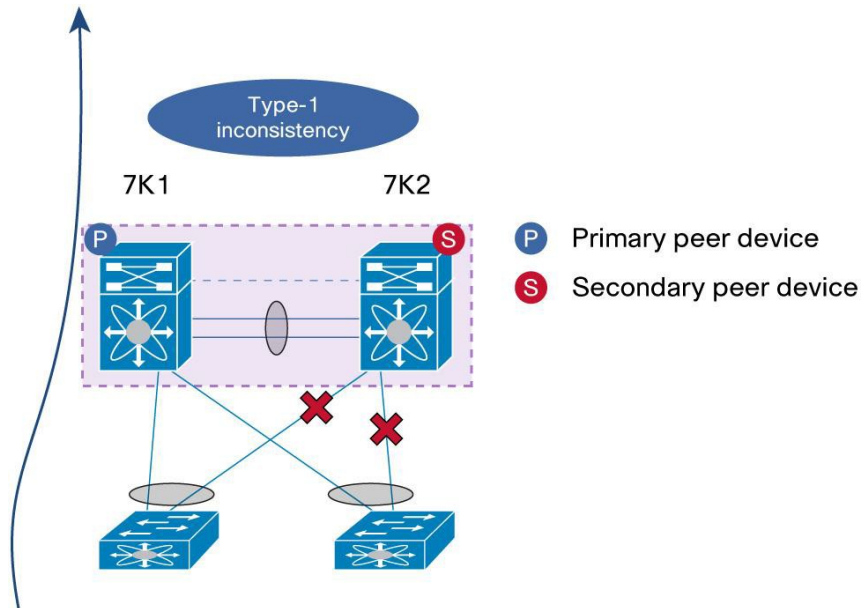 Type-1
inconsistency
7K1
7K2
P
S
P Primary peer device
S Secondary peer device